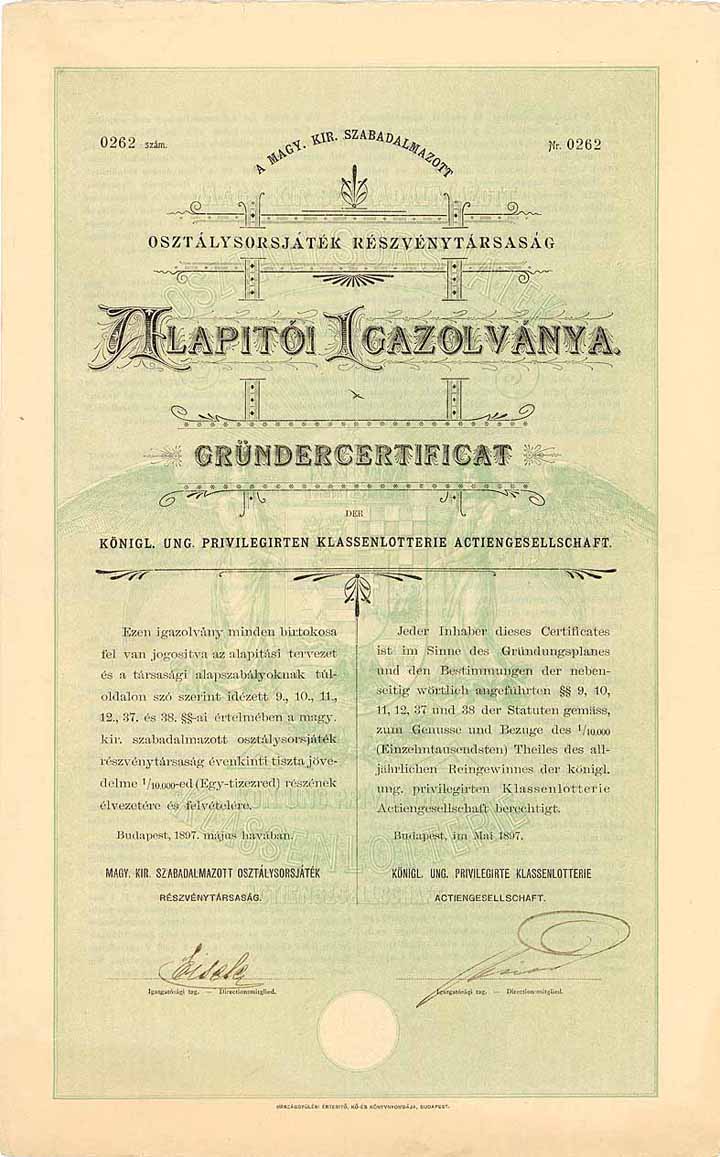 0262 szám.
Nr. 0262
A MAGY. KIR. SZABADALMAZOTT
OSZTÁLYSORSJÁTÉK RÉSZVÉNYTÁRSASÁG
ALAPITÓI IGAZOLVÁNYA.
GRÜNDERCERTIFICAT
DER
KÖNIGL. UNG. PRIVILEGIRTEN KLASSENLOTTERIE ACTIENGESELLSCHAFT.
Ezen igazolvány minden birtokosa
fel van jogositva az alapitási tervezet
és a társasági alapszabályoknak túl-
oldalon szó szerint idézett 9., 10., 11.,
12., 37. és 38. §§-ai értelmében a magy.
kir. szabadalmazott osztálysorsjáték
részvénytársaság évenkinti tiszta jöve-
delme 1/10.000-ed (Egy-tizezred) részének
élvezetére és felvételére.
Budapest, 1897. május havában.
MAGY. KIR. SZABADALMAZOTT OSZTÁLYSORSJÁTÉK
RÉSZVÉNYTÁRSASÁG.
Igazgatósági tag. — Directionsmitglied.
Jeder Inhaber dieses Certificates
ist im Sinne des Gründungsplanes
und den Bestimmungen der neben-
seitig wörtlich angeführten §§ 9, 10,
11, 12, 37 und 38 der Statuten gemäss,
zum Genusse und Bezuge des 1/10.000
(Einzehntausendsten) Theiles des all-
jährlichen Reingewinnes der königl.
ung. privilegirten Klassenlotterie
Actiengesellschaft berechtigt.
Budapest, im Mai 1897.
KÖNIGL. UNG. PRIVILEGIRTE KLASSENLOTTERIE
ACTIENGESELLSCHAFT.
Igazgatósági tag. — Directionsmitglied.
ORSZÁGGYÜLÉSI ÉRTESITŐ, KŐ-ÉS KÖNYVNYOMDÁJA, BUDAPEST.